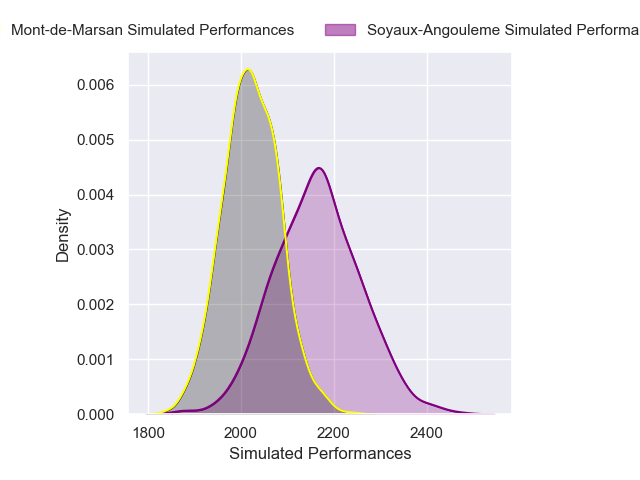 Mont-de-Marsan Simulated Performances
Soyaux-Angouleme Simulated Performa
0.006
0.005
0.004
0.003
0.002
0.001
0.000
Density
1800 2000 2200 2400
Simulated Performances